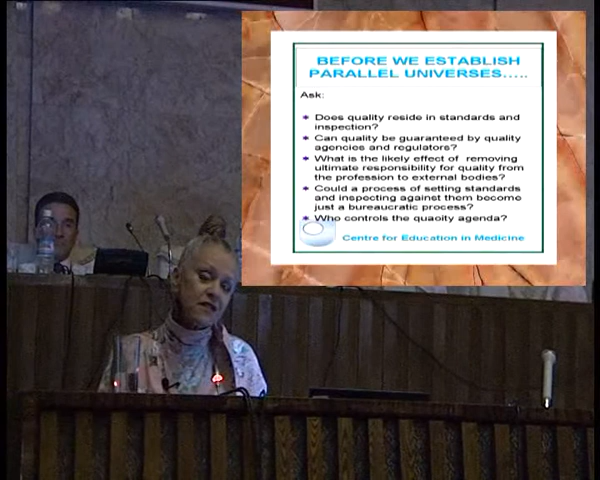 BEFORE WE ESTABLISH
PARALLEL UNIVERSES.....
Ask:
Does quality reside in standards and
inspection?
Can quality be guaranteed by quality
agencies and regulators?
What is the likely effect of removing
ultimate responsibility for quality from
the profession to external bodies?
Could a process of setting standards
and inspecting against them become
just a bureaucratic process?
Who controls the quaoity agenda?
Centre for Education in Medicine